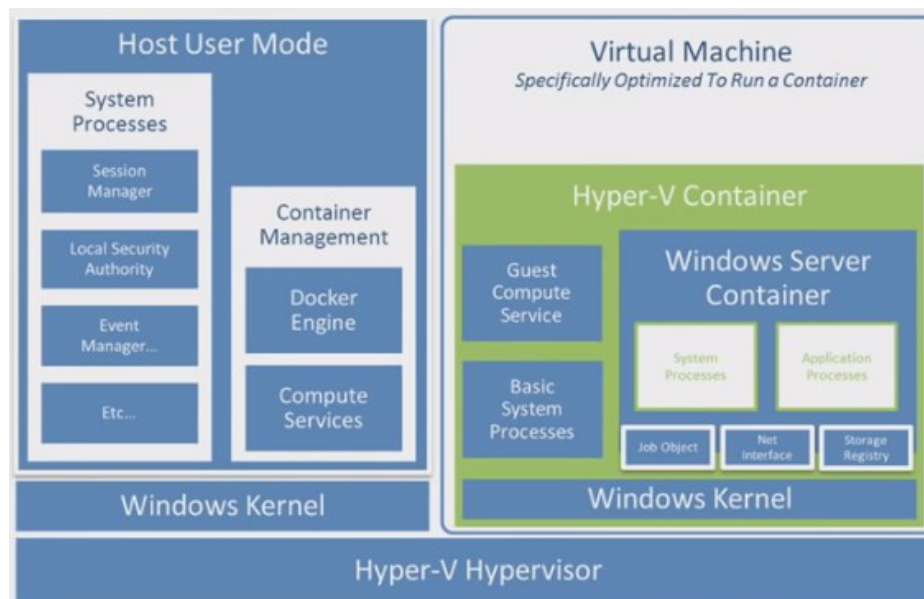 Host User Mode
System
Processes
Session
Manager
Local Security
Authority
Event
Manager...
Etc...
Container
Management
Docker
Engine
Compute
Services
Windows Kernel
Virtual Machine
Specifically Optimized To Run a Container
Hyper-V Container
Guest
Compute
Service
Basic
System
Processes
Windows Server
Container
System
Processes
Application
Processes
Job Object
Net
Interface
Storage
Registry
Windows Kernel
Hyper-V Hypervisor